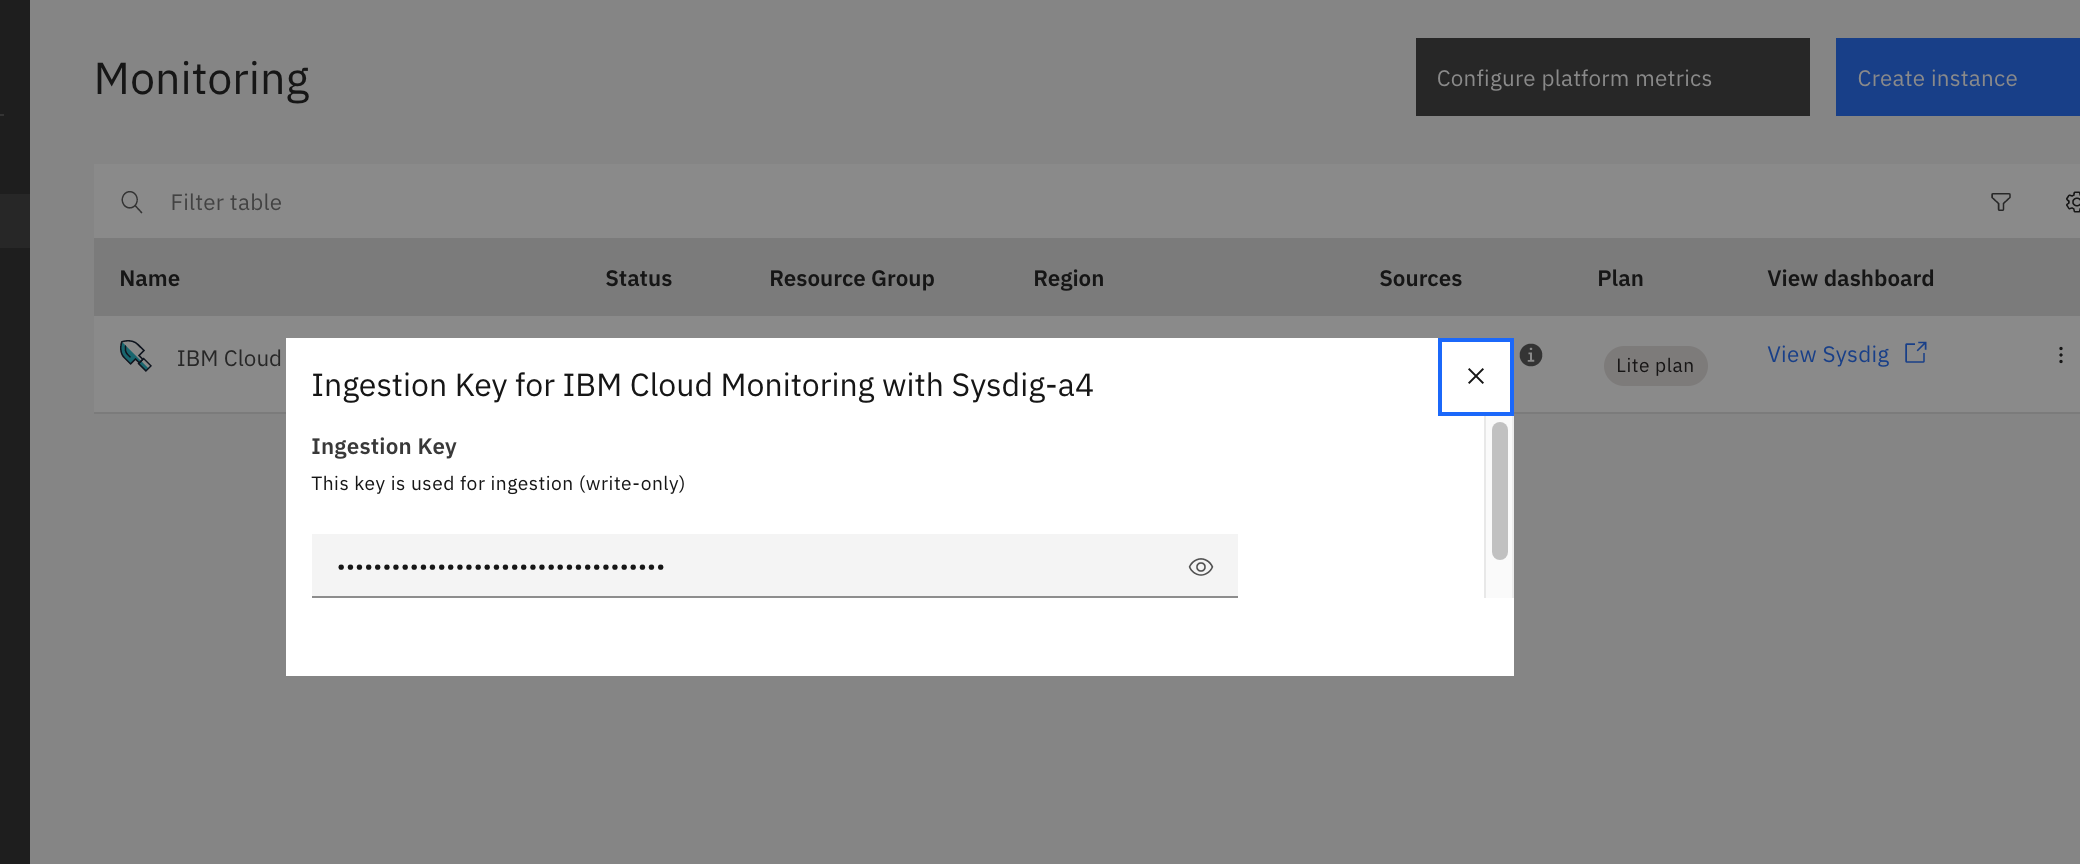 Monitoring
Configure platform metrics
Create instance
Filter table
Name Status Resource Group Region Sources Plan View dashboard
IBM Cloud
Lite plan
View Sysdig
Ingestion Key for IBM Cloud Monitoring with Sysdig-a4
Ingestion Key
This key is used for ingestion (write-only)
••••••••••••••••••••••••••••••••••••